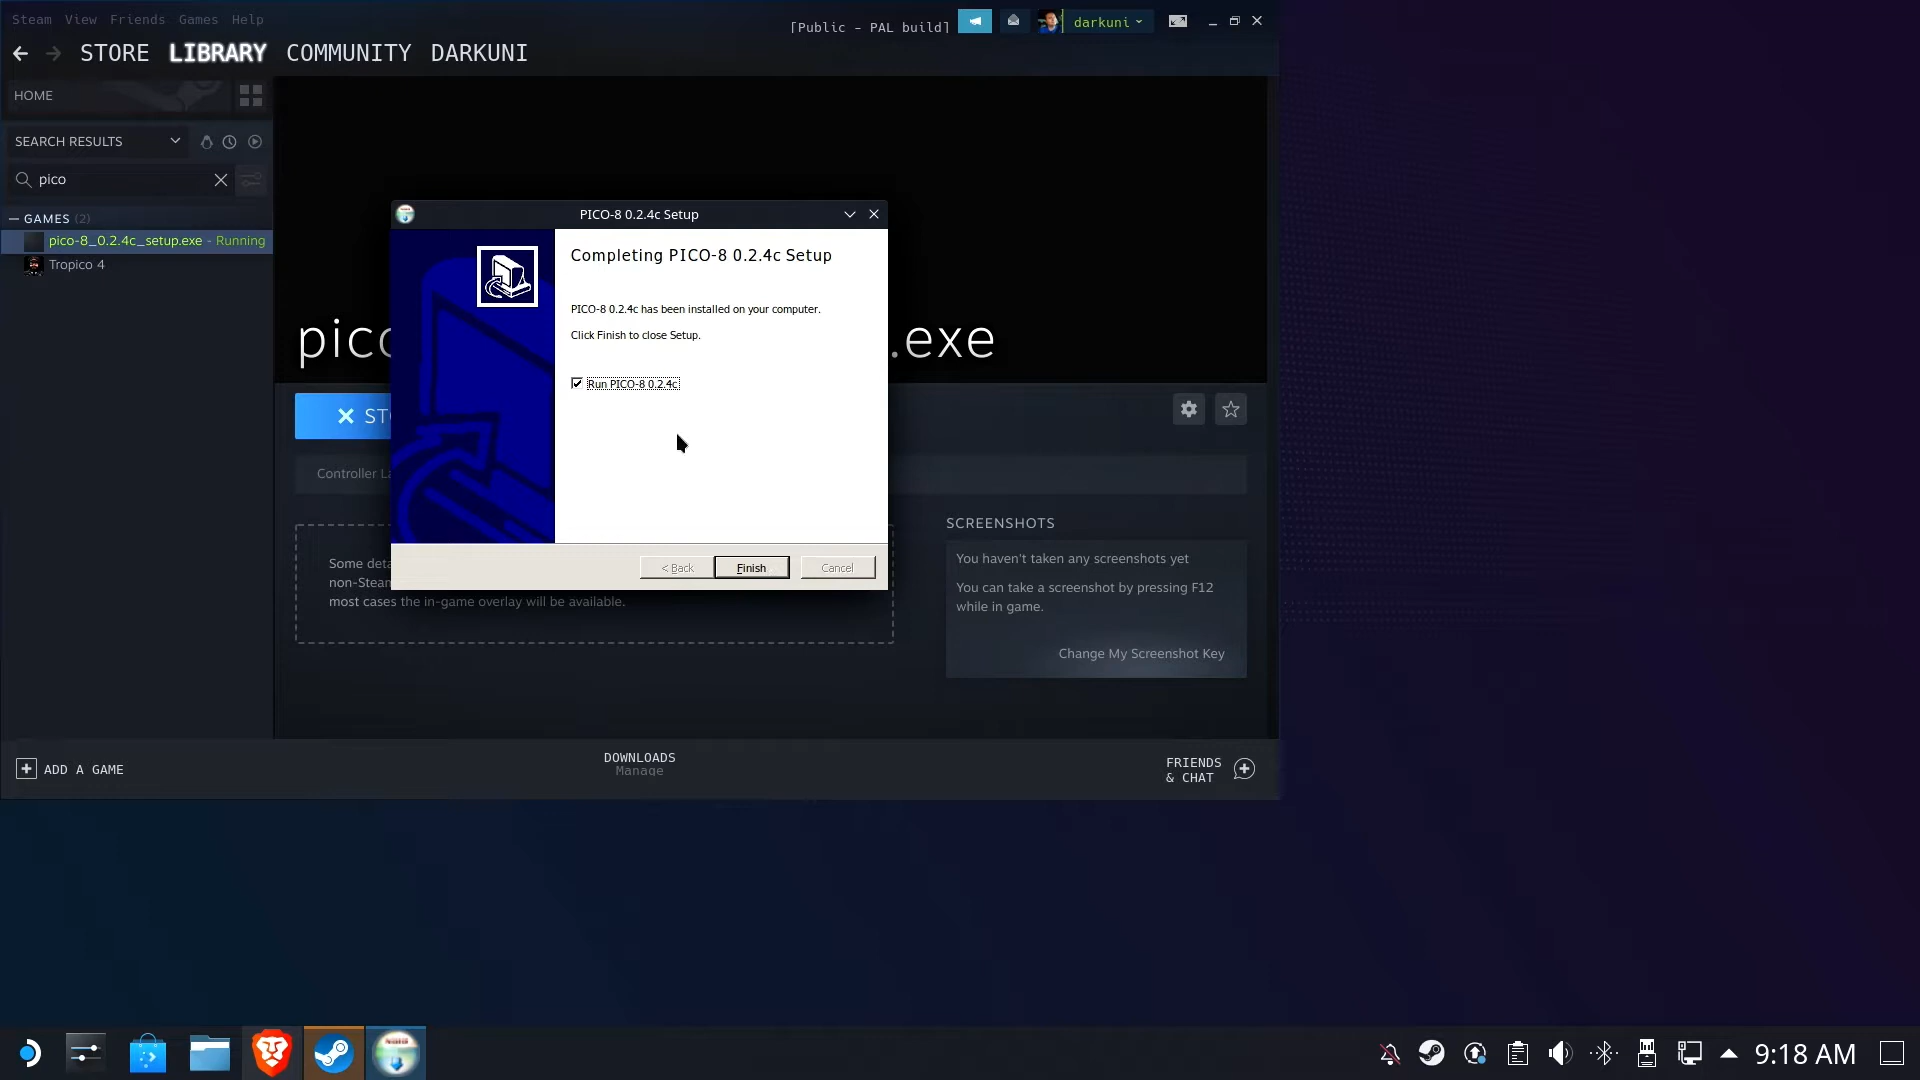 Steam View Friends Games Help
[Public - PAL build]
darkuni
STORE LIBRARY COMMUNITY DARKUNI
HOME
SEARCH RESULTS
pico
GAMES (2)
pico-8_0.2.4c_setup.exe - Running
Tropico 4
PICO-8 0.2.4c Setup
Completing PICO-8 0.2.4c Setup
PICO-8 0.2.4c has been installed on your computer.
Click Finish to close Setup.
Run PICO-8 0.2.4c
< Back
Finish
Cancel
pico
.exe
Controller
Some
non-Steam
most cases the in-game overlay will be available.
SCREENSHOTS
You haven't taken any screenshots yet
You can take a screenshot by pressing F12
while in game.
Change My Screenshot Key
ADD A GAME
DOWNLOADS
Manage
FRIENDS
& CHAT
9:18 AM